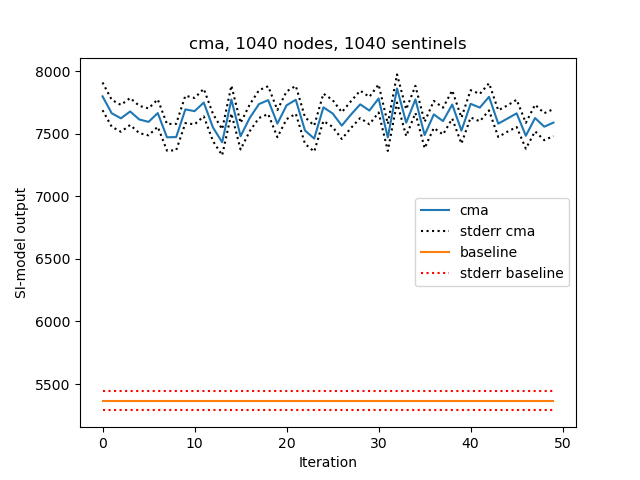 cma, 1040 nodes, 1040 sentinels
8000
7500
7000
6500
6000
5500
SI-model output
cma
stderr cma
baseline
stderr baseline
0
10
20
30
40
50
Iteration